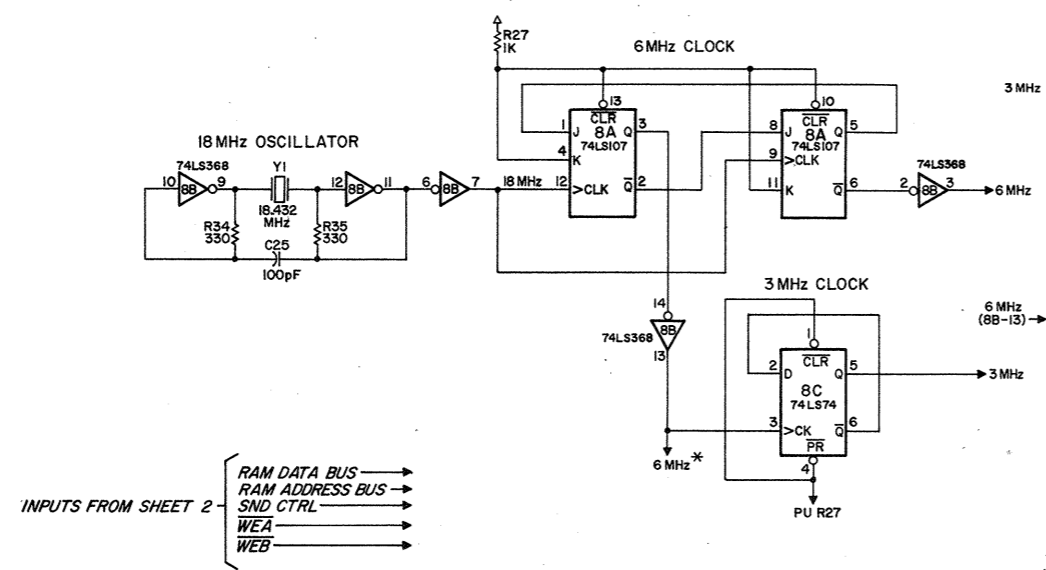 R27
1K
6MHz CLOCK
3 MHz
13
10
CLR
8A
74LS107
1
J
Q
3
4
K
12
>CLK
Q
2
CLR
8A
74LS107
8
J
Q
5
9
>CLK
11
K
Q
6
18 MHz OSCILLATOR
74LS368
Y1
10
8B
9
18.432
MHz
12
8B
11
6
8B
7
18 MHz
74LS368
2
8B
3
6 MHz
R34
330
R35
330
C25
100pF
3 MHz CLOCK
14
74LS368
8B
13
6 MHz
(8B-13)
1
CLR
2
D
Q
5
3 MHz
8C
74LS74
3
>CK
Q
6
PR
4
6 MHz*
PU R27
INPUTS FROM SHEET 2
RAM DATA BUS
RAM ADDRESS BUS
SND CTRL
WEA
WEB